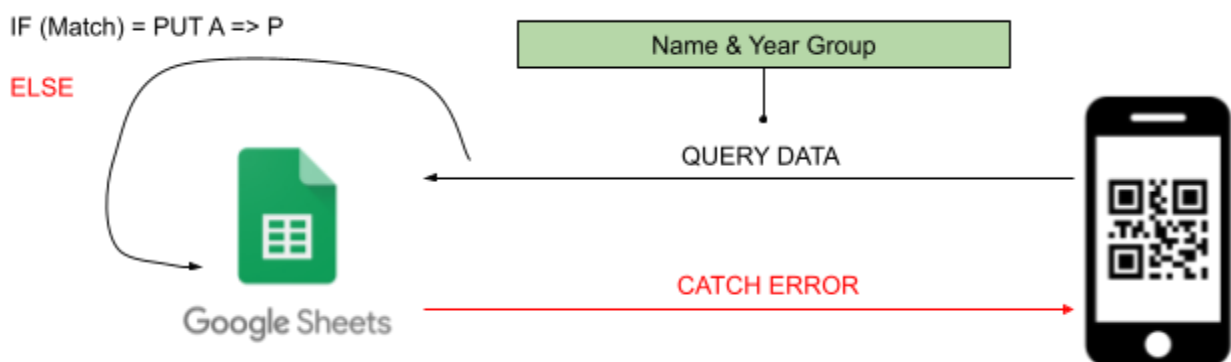 IF (Match) = PUT A => P
ELSE
Name & Year Group
QUERY DATA
CATCH ERROR
Google Sheets